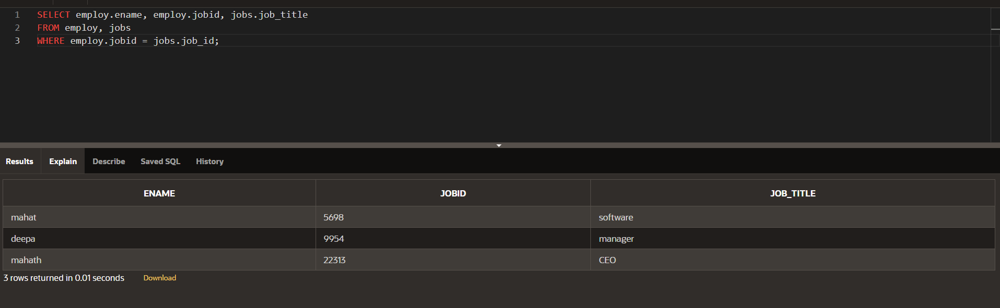 1 SELECT employ.ename, employ.jobid, jobs.job_title
2 FROM employ, jobs
3 WHERE employ.jobid = jobs.job_id;
Results Explain Describe Saved SQL History
ENAME JOBID JOB_TITLE
mahat 5698 software
deepa 9954 manager
mahath 22313 CEO
3 rows returned in 0.01 seconds Download